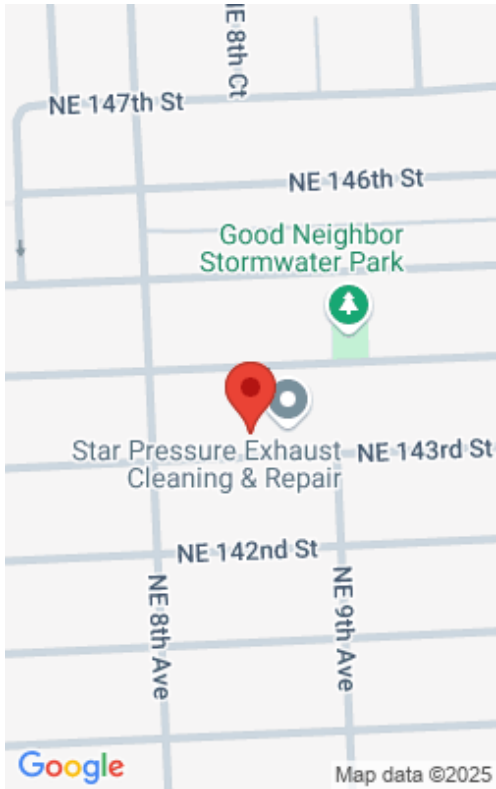 NE 8th Ct
NE 147th St
NE 146th St
Good Neighbor
Stormwater Park
Star Pressure Exhaust
Cleaning & Repair
NE 143rd St
NE 142nd St
NE 8th Ave
NE 9th Ave
Google
Map data ©2025